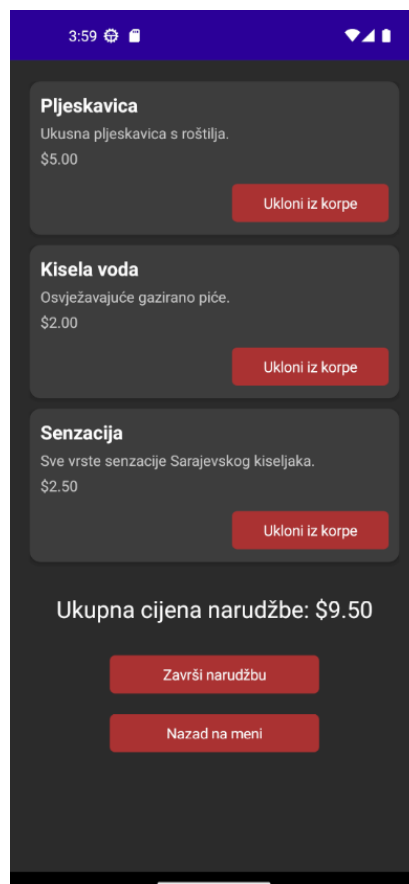 3:59
Pljeskavica
Ukusna pljeskavica s roštilja.
$5.00
Ukloni iz korpe
Kisela voda
Osvježavajuće gazirano piće.
$2.00
Ukloni iz korpe
Senzacija
Sve vrste senzacije Sarajevskog kiseljaka.
$2.50
Ukloni iz korpe
Ukupna cijena narudžbe: $9.50
Završi narudžbu
Nazad na meni